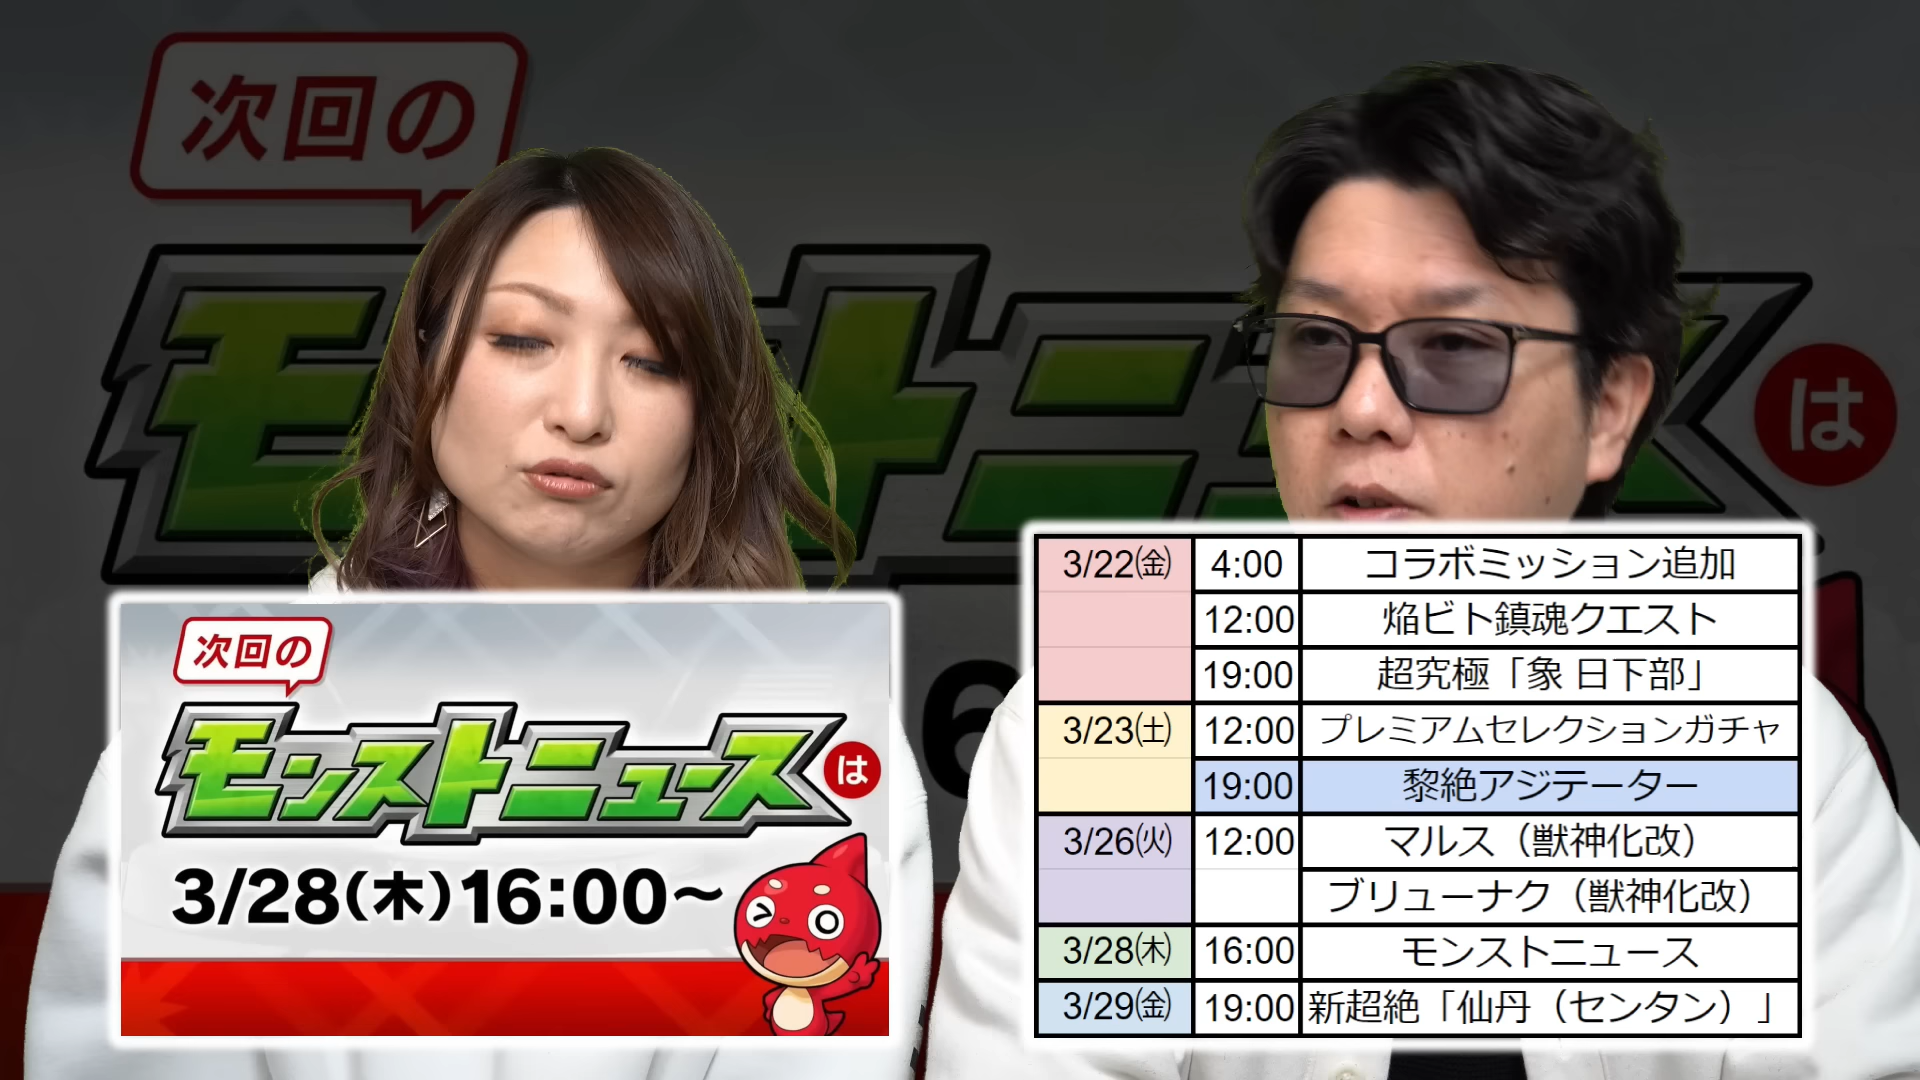 次回の
モンストニュース
は
次回の
モンストニュースは
3/28(木)16:00～
3/22㈮ 4:00 コラボミッション追加
12:00 焔ビト鎮魂クエスト
19:00 超究極「象 日下部」
3/23㈯ 12:00 プレミアムセレクションガチャ
19:00 黎絶アジテーター
3/26㈫ 12:00 マルス（獣神化改）
ブリューナク（獣神化改）
3/28㈭ 16:00 モンストニュース
3/29㈮ 19:00 新超絶「仙丹（センタン）」